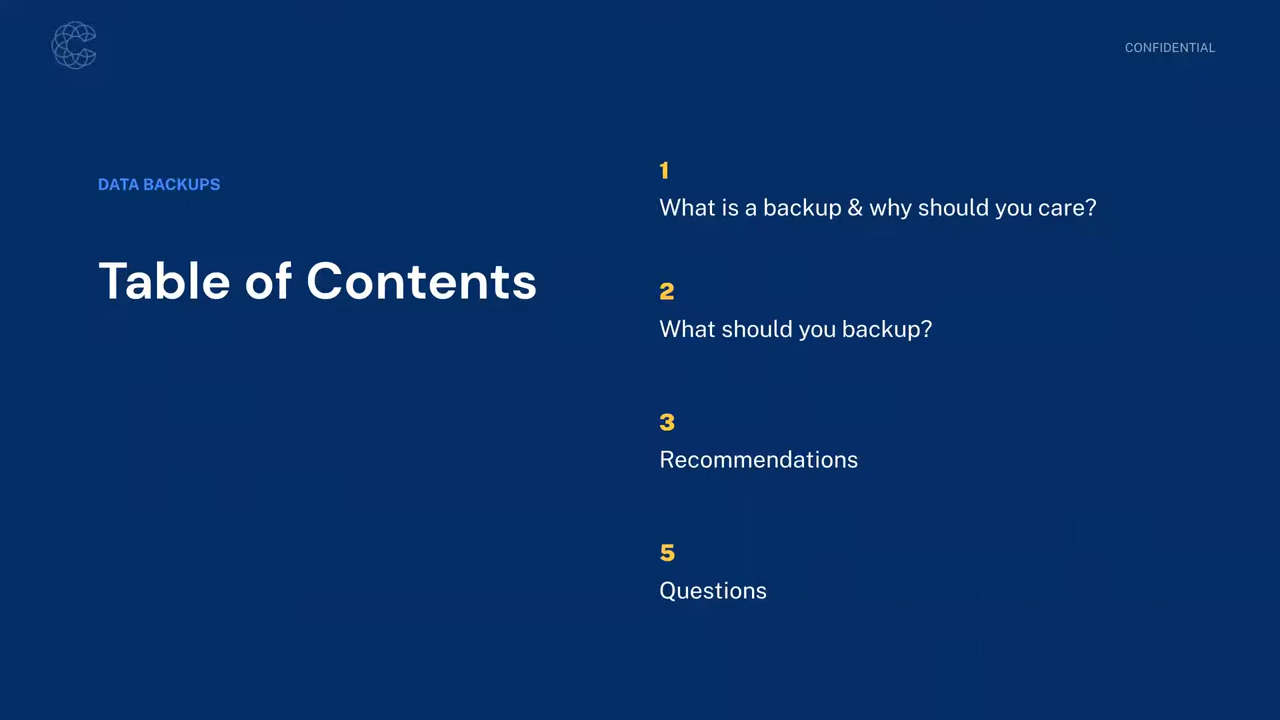 CONFIDENTIAL
DATA BACKUPS
Table of Contents
1
What is a backup & why should you care?
2
What should you backup?
3
Recommendations
5
Questions